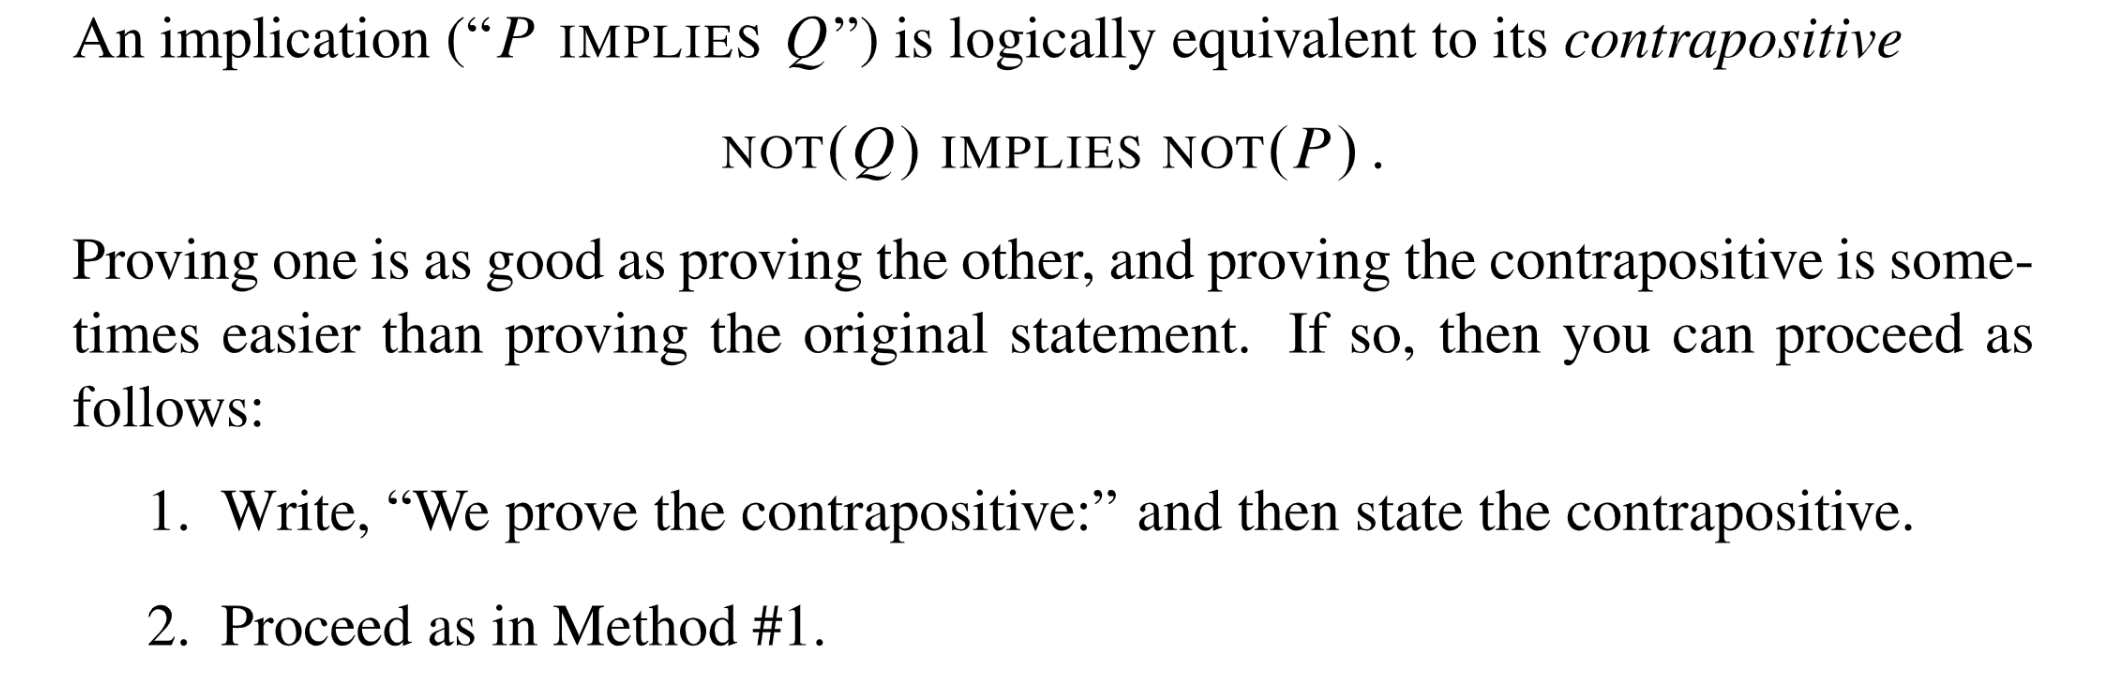 An implication (“P IMPLIES Q”) is logically equivalent to its contrapositive
NOT(Q) IMPLIES NOT(P) .
Proving one is as good as proving the other, and proving the contrapositive is some-
times easier than proving the original statement. If so, then you can proceed as
follows:
1. Write, “We prove the contrapositive:” and then state the contrapositive.
2. Proceed as in Method #1.